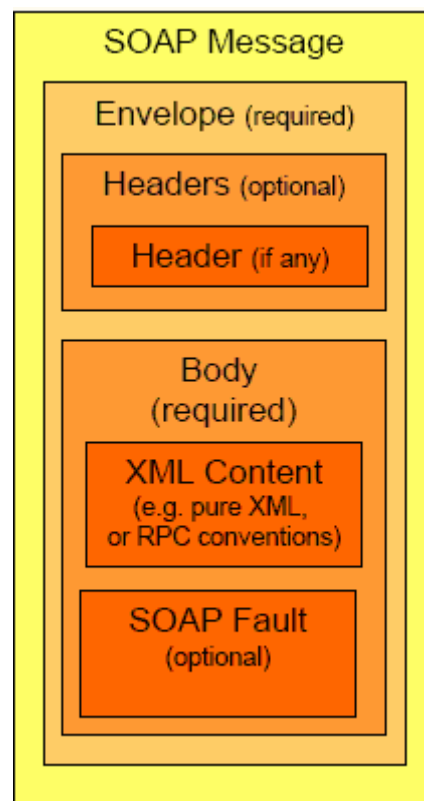 SOAP Message
Envelope (required)
Headers (optional)
Header (if any)
Body
(required)
XML Content
(e.g. pure XML,
or RPC conventions)
SOAP Fault
(optional)